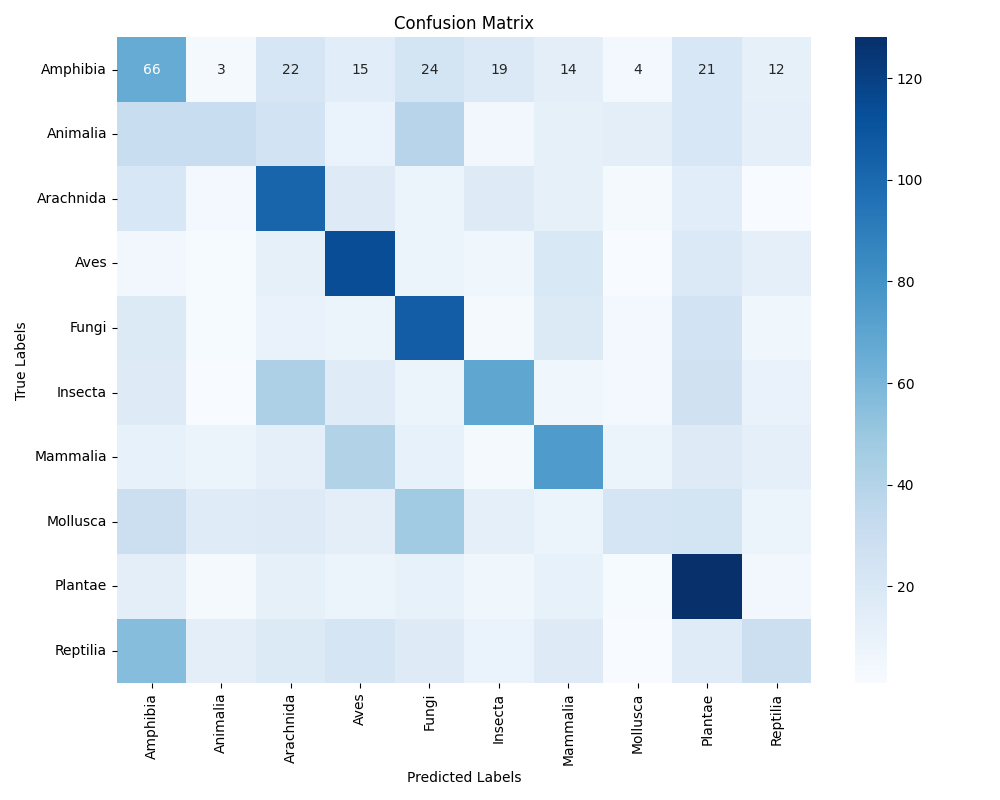 Confusion Matrix
True Labels
Amphibia 66 3 22 15 24 19 14 4 21 12
Animalia
Arachnida
Aves
Fungi
Insecta
Mammalia
Mollusca
Plantae
Reptilia
Amphibia Animalia Arachnida Aves Fungi Insecta Mammalia Mollusca Plantae Reptilia
Predicted Labels
120
100
80
60
40
20